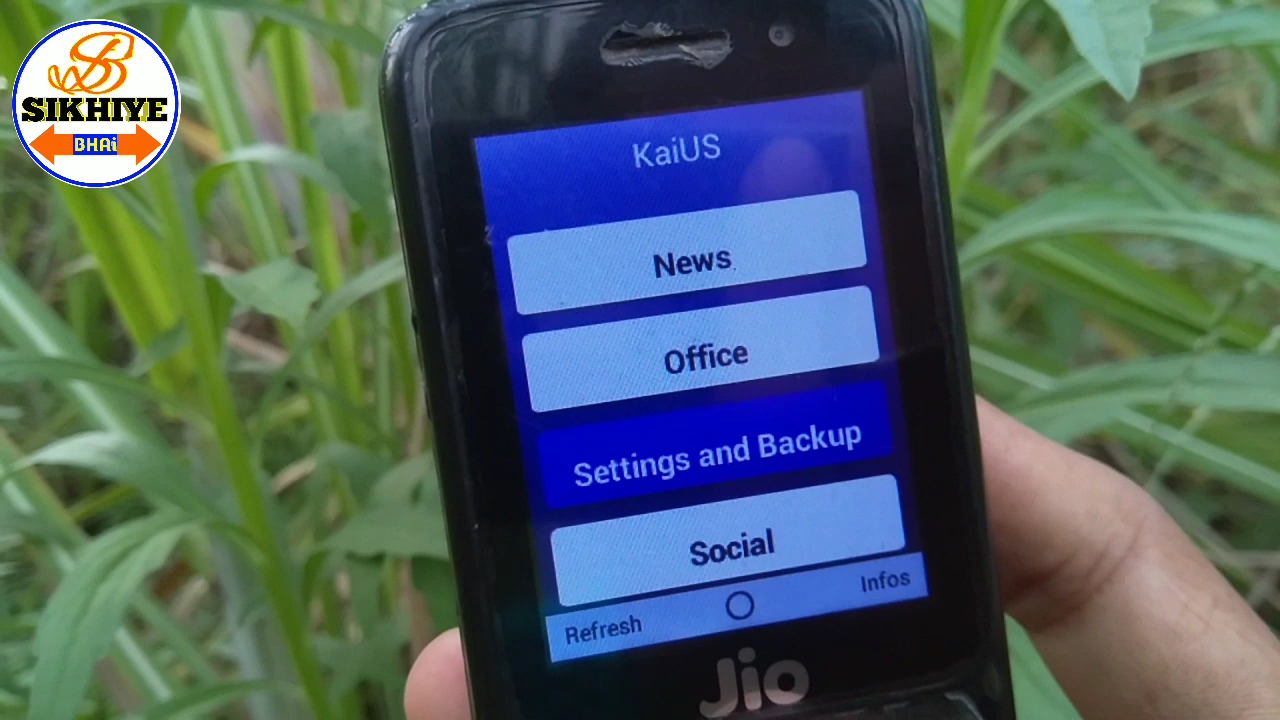 B
SIKHIYE
BHAi
KaiUS
News
Office
Settings and Backup
Social
Refresh
Infos
Jio